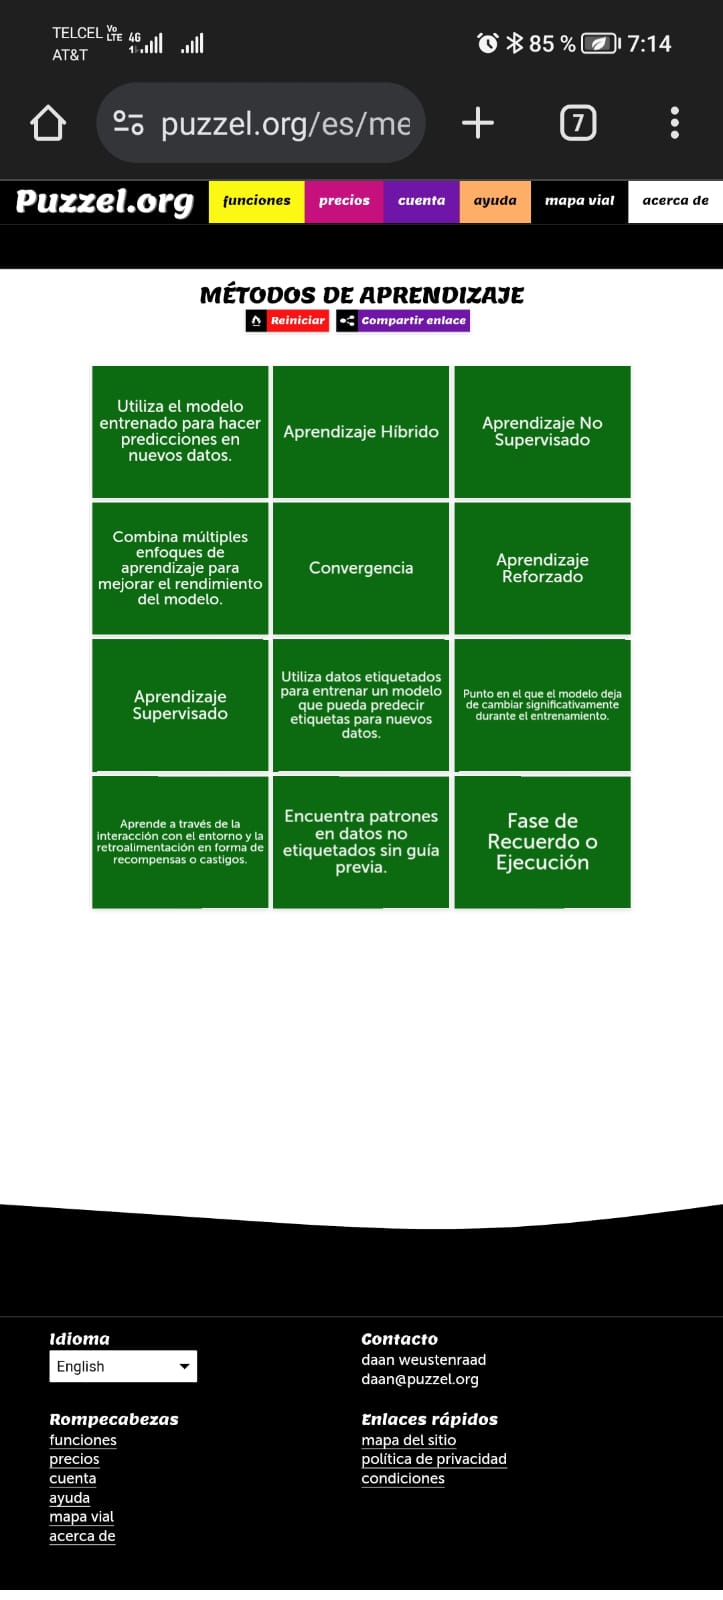 TELCEL Vo LTE 4G
AT&T
85 % 7:14
puzzel.org/es/me
7
Puzzel.org
funciones
precios
cuenta
ayuda
mapa vial
acerca de
MÉTODOS DE APRENDIZAJE
Reiniciar
Compartir enlace
Utiliza el modelo
entrenado para hacer
predicciones en
nuevos datos.
Aprendizaje Híbrido
Aprendizaje No
Supervisado
Combina múltiples
enfoques de
aprendizaje para
mejorar el rendimiento
del modelo.
Convergencia
Aprendizaje
Reforzado
Aprendizaje
Supervisado
Utiliza datos etiquetados
para entrenar un modelo
que pueda predecir
etiquetas para nuevos
datos.
Punto en el que el modelo deja
de cambiar significativamente
durante el entrenamiento.
Aprende a través de la
interacción con el entorno y la
retroalimentación en forma de
recompensas o castigos.
Encuentra patrones
en datos no
etiquetados sin guía
previa.
Fase de
Recuerdo o
Ejecución
Idioma
English
Contacto
daan weustenraad
daan@puzzel.org
Rompecabezas
funciones
precios
cuenta
ayuda
mapa vial
acerca de
Enlaces rápidos
mapa del sitio
política de privacidad
condiciones